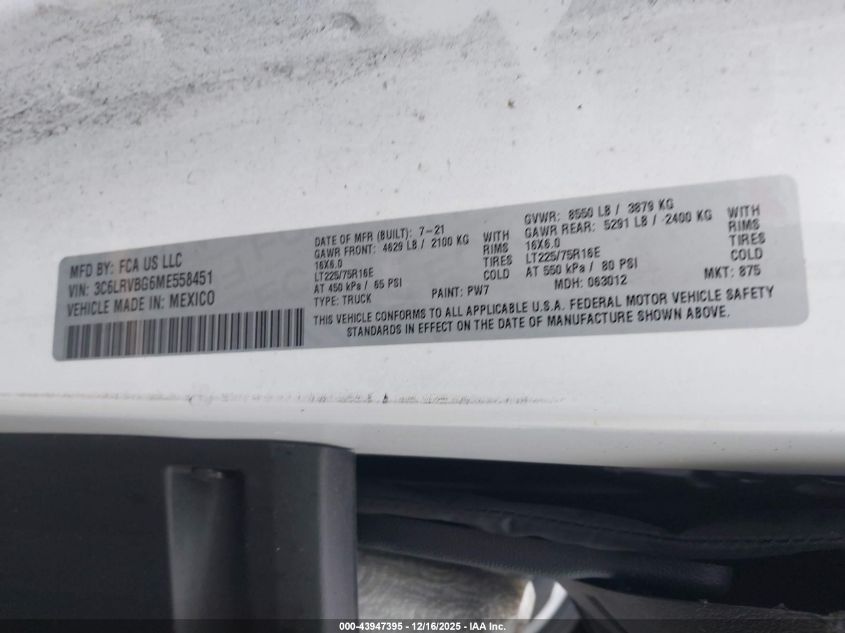 MFD BY: FCA US LLC
VIN: 3C6LRVBG6ME558451
VEHICLE MADE IN: MEXICO
DATE OF MFR (BUILT): 7-21
GAWR FRONT: 4629 LB / 2100 KG WITH
16X6.0 RIMS
LT225/75R16E TIRES
AT 450 kPa / 65 PSI COLD
TYPE: TRUCK PAINT: PW7
GVWR: 8550 LB / 3879 KG
GAWR REAR: 5291 LB / 2400 KG WITH
16X6.0 RIMS
LT225/75R16E TIRES
AT 550 kPa / 80 PSI COLD
MDH: 063012 MKT: 875
THIS VEHICLE CONFORMS TO ALL APPLICABLE U.S.A. FEDERAL MOTOR VEHICLE SAFETY
STANDARDS IN EFFECT ON THE DATE OF MANUFACTURE SHOWN ABOVE.
000-43947395 - 12/16/2025 - IAA Inc.